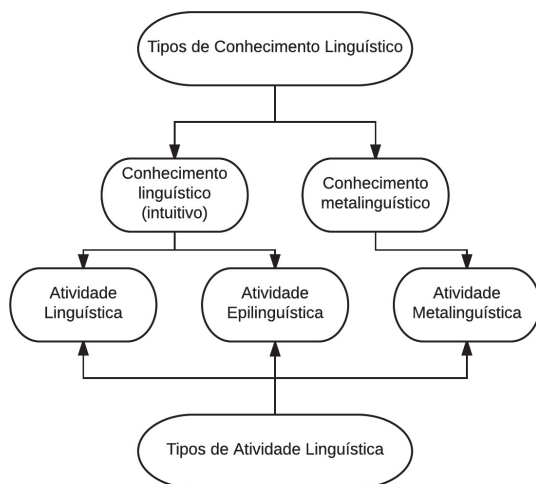 Tipos de Conhecimento Linguístico
Conhecimento
linguístico
(intuitivo)
Conhecimento
metalinguístico
Atividade
Linguística
Atividade
Epilinguística
Atividade
Metalinguística
Tipos de Atividade Linguística